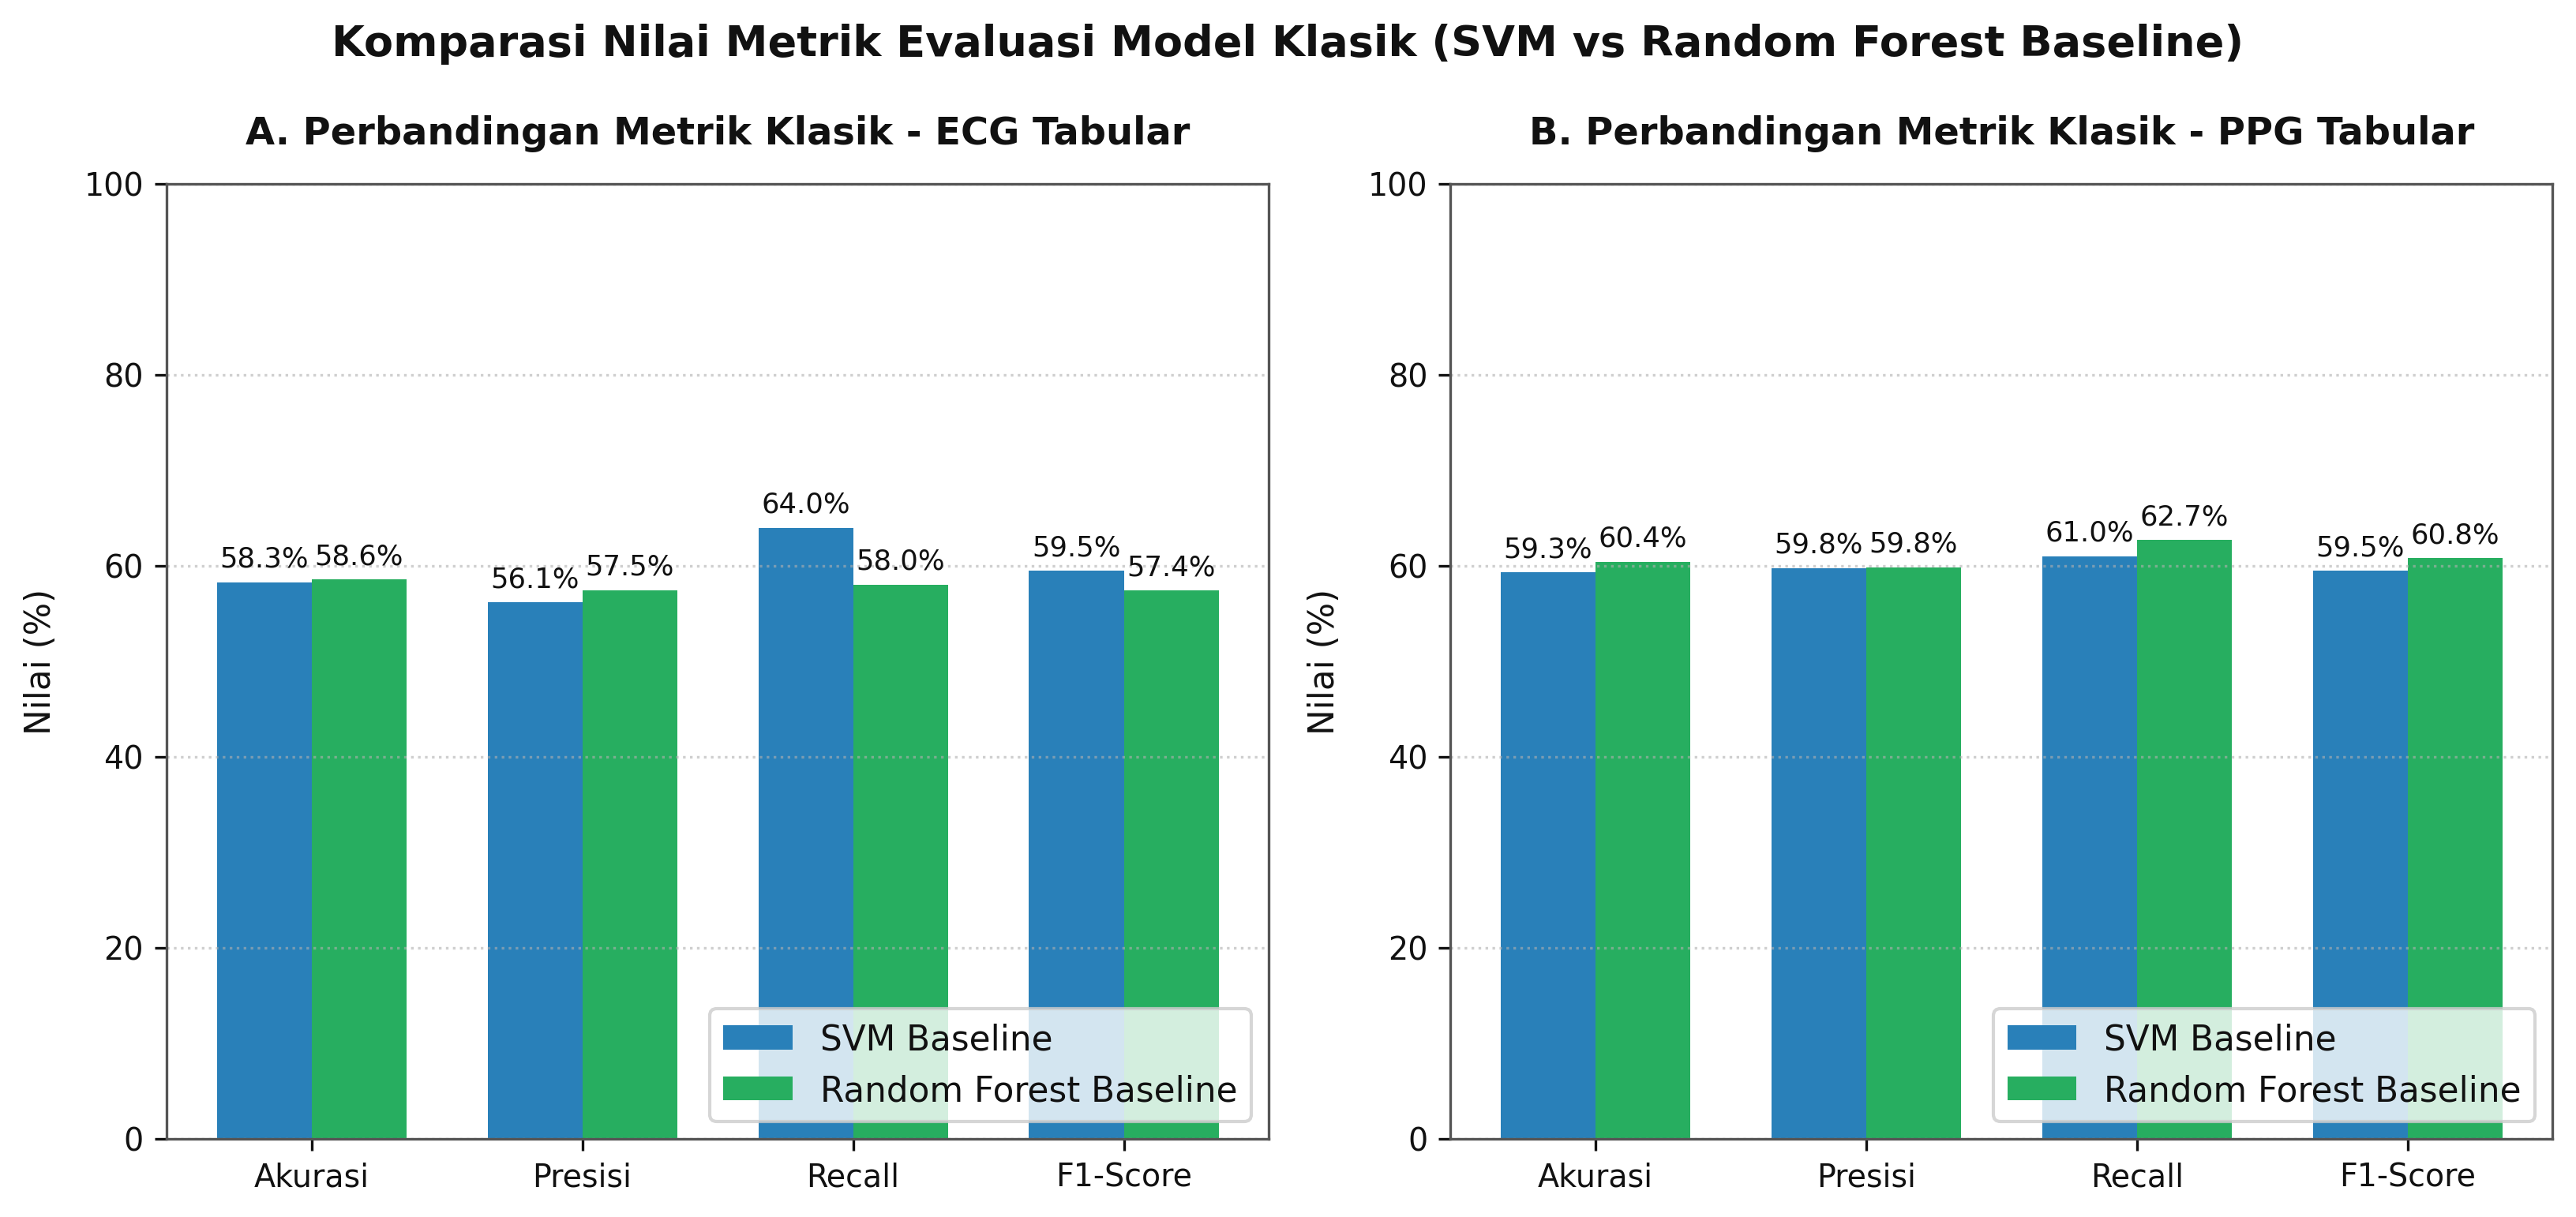 Komparasi Nilai Metrik Evaluasi Model Klasik (SVM vs Random Forest Baseline)
A. Perbandingan Metrik Klasik - ECG Tabular
Nilai (%)
100
80
60
40
20
0
58.3% 58.6%
56.1% 57.5%
64.0% 58.0%
59.5% 57.4%
SVM Baseline
Random Forest Baseline
Akurasi Presisi Recall F1-Score
B. Perbandingan Metrik Klasik - PPG Tabular
Nilai (%)
100
80
60
40
20
0
59.3% 60.4%
59.8% 59.8%
61.0% 62.7%
59.5% 60.8%
SVM Baseline
Random Forest Baseline
Akurasi Presisi Recall F1-Score